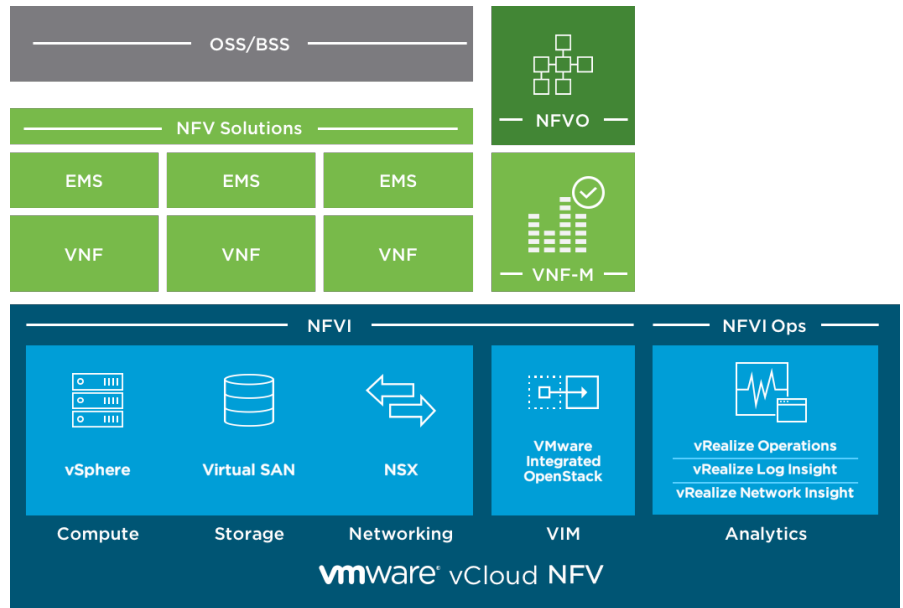 OSS/BSS
NFVO
NFV Solutions
EMS EMS EMS
VNF VNF VNF
VNF-M
NFVI
NFVI Ops
vSphere
Virtual SAN
NSX
VMware
Integrated
OpenStack
vRealize Operations
vRealize Log Insight
vRealize Network Insight
Compute
Storage
Networking
VIM
Analytics
vmware® vCloud NFV